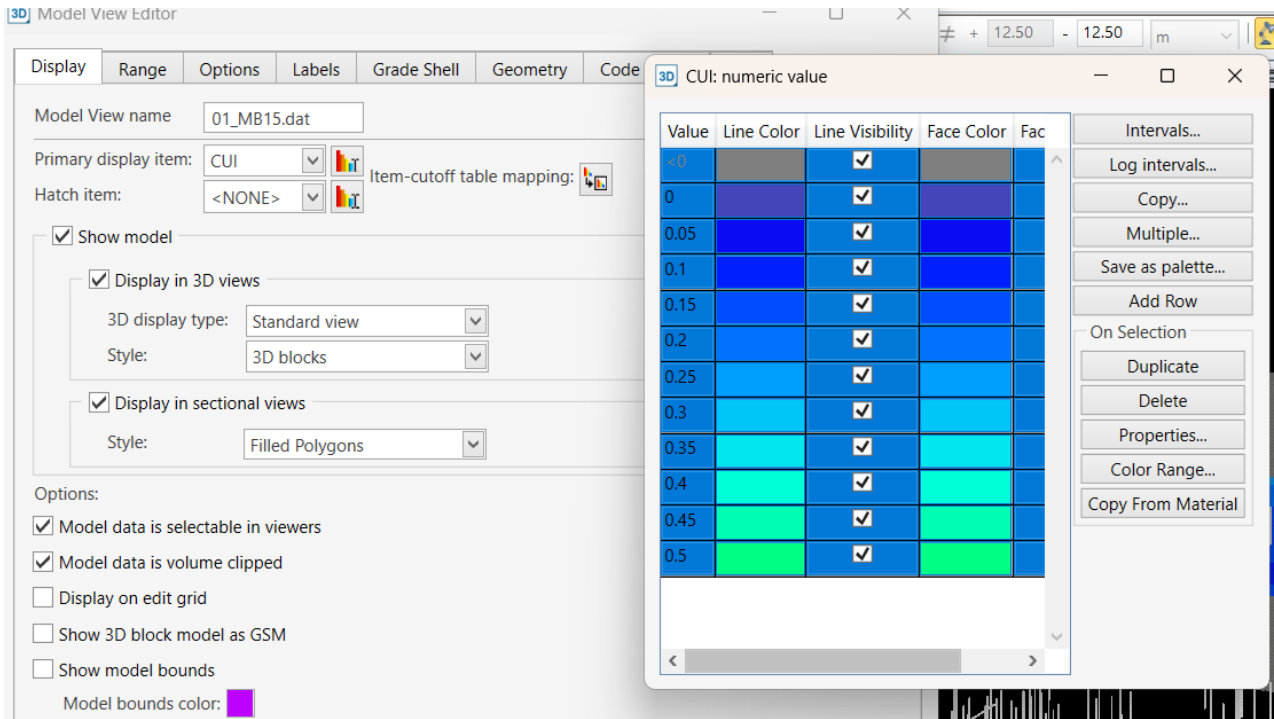 3D Model View Editor
≠ + 12.50 - 12.50 m
Display Range Options Labels Grade Shell Geometry Code
Model View name 01_MB15.dat
Primary display item: CUI
Item-cutoff table mapping:
Hatch item: <NONE>
Show model
Display in 3D views
3D display type: Standard view
Style: 3D blocks
Display in sectional views
Style: Filled Polygons
Options:
Model data is selectable in viewers
Model data is volume clipped
Display on edit grid
Show 3D block model as GSM
Show model bounds
Model bounds color:
3D CUI: numeric value
Value Line Color Line Visibility Face Color Fac
<0
0
0.05
0.1
0.15
0.2
0.25
0.3
0.35
0.4
0.45
0.5
Intervals...
Log intervals...
Copy...
Multiple...
Save as palette...
Add Row
On Selection
Duplicate
Delete
Properties...
Color Range...
Copy From Material